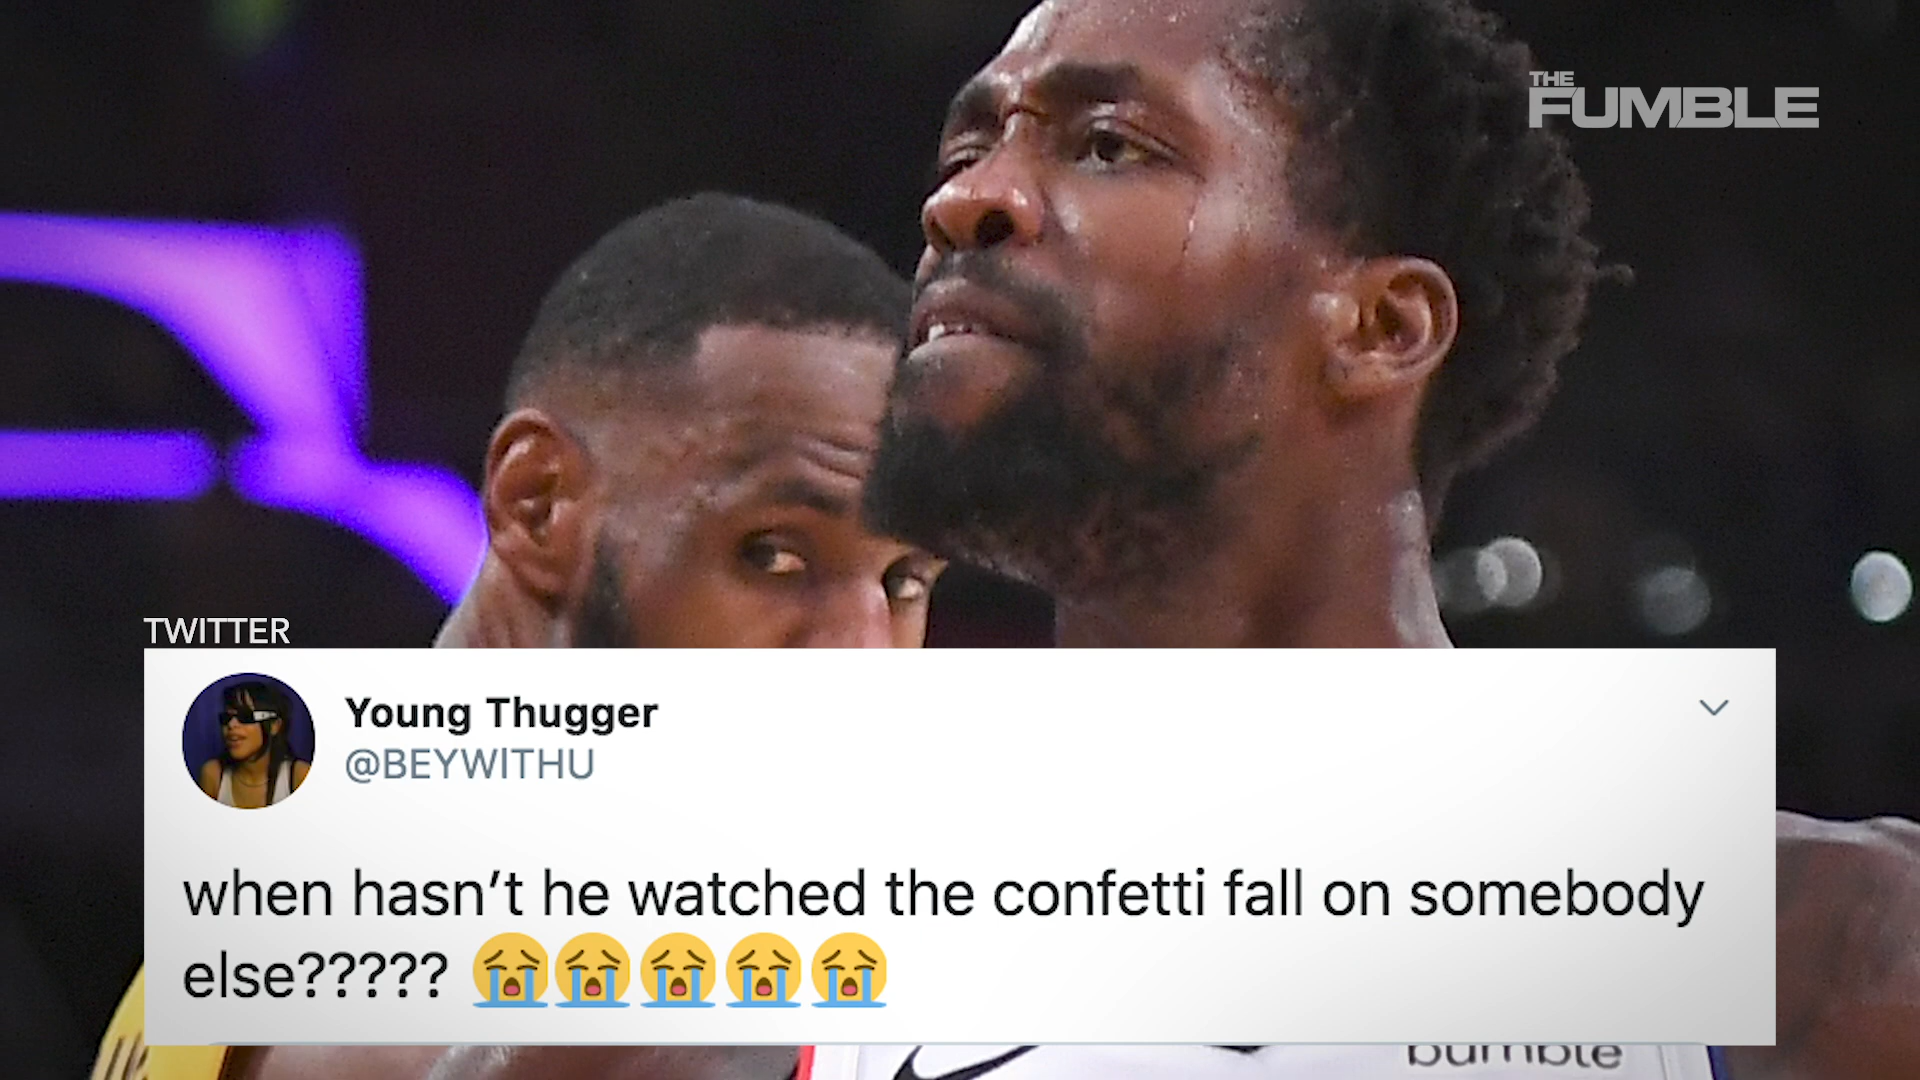 THE
FUMBLE
TWITTER
Young Thugger
@BEYWITHU
when hasn’t he watched the confetti fall on somebody
else????? 😭😭😭😭😭
bumble